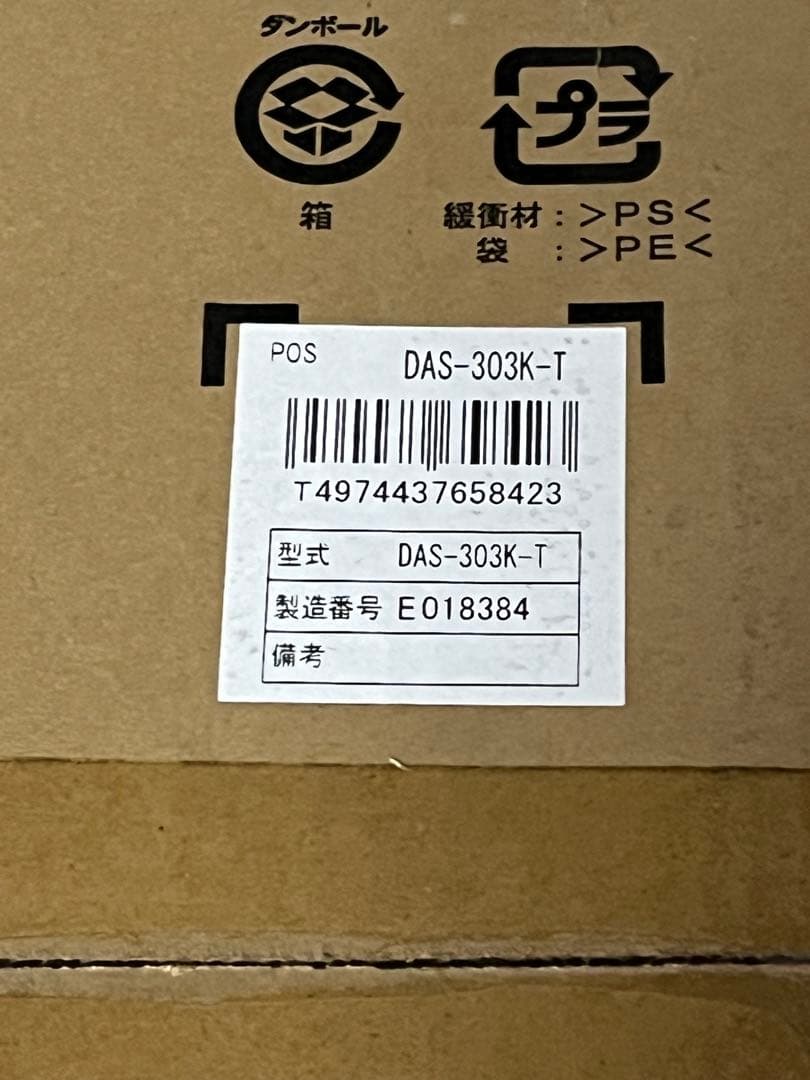 ダンボール
プラ
箱
緩衝材：>PS<
袋 ：>PE<
POS DAS-303K-T
T4974437658423
型式 DAS-303K-T
製造番号 E018384
備考